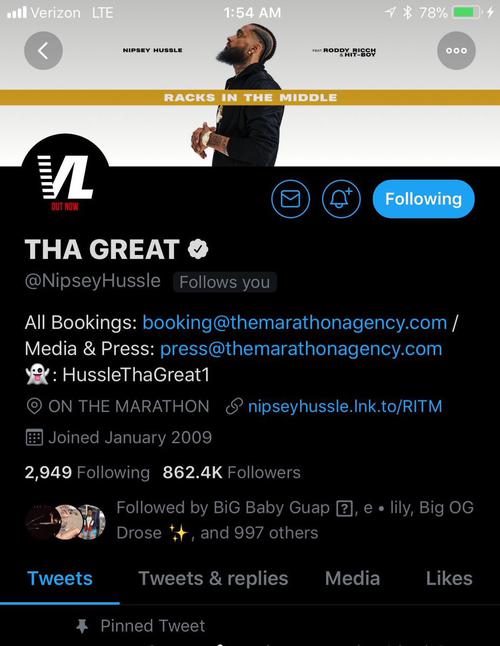 Verizon LTE 1:54 AM 78%
NIPSEY HUSSLE
FEAT. RODDY RICCH
& HIT-BOY
RACKS IN THE MIDDLE
VL
OUT NOW
Following
THA GREAT
@NipseyHussle Follows you
All Bookings: booking@themarathonagency.com /
Media & Press: press@themarathonagency.com
👻: HussleThaGreat1
ON THE MARATHON nipseyhussle.lnk.to/RITM
Joined January 2009
2,949 Following 862.4K Followers
Followed by BiG Baby Guap ⍰, e • lily, Big OG
Drose ✨, and 997 others
Tweets Tweets & replies Media Likes
Pinned Tweet